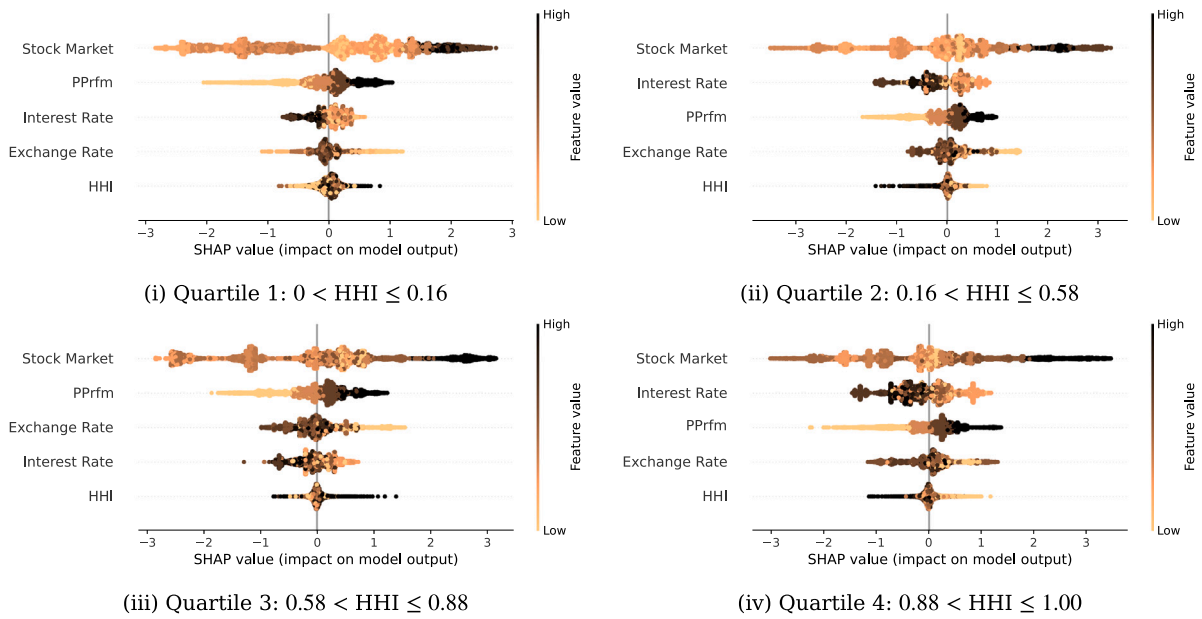 High
Stock Market
PPrfm
Interest Rate
Exchange Rate
HHI
Feature value
Low
−3 −2 −1 0 1 2 3
SHAP value (impact on model output)
(i) Quartile 1: 0 < HHI ≤ 0.16
High
Stock Market
Interest Rate
PPrfm
Exchange Rate
HHI
Feature value
Low
−3 −2 −1 0 1 2 3
SHAP value (impact on model output)
(ii) Quartile 2: 0.16 < HHI ≤ 0.58
High
Stock Market
PPrfm
Exchange Rate
Interest Rate
HHI
Feature value
Low
−3 −2 −1 0 1 2 3
SHAP value (impact on model output)
(iii) Quartile 3: 0.58 < HHI ≤ 0.88
High
Stock Market
Interest Rate
PPrfm
Exchange Rate
HHI
Feature value
Low
−3 −2 −1 0 1 2 3
SHAP value (impact on model output)
(iv) Quartile 4: 0.88 < HHI ≤ 1.00